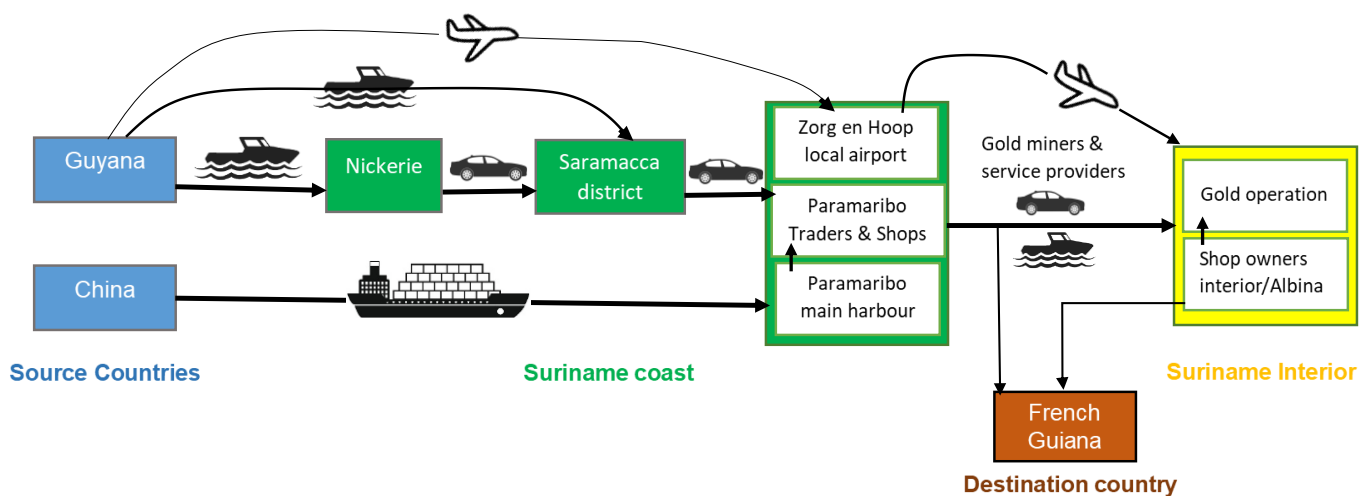 Guyana
Nickerie
Saramacca
district
Zorg en Hoop
local airport
Paramaribo
Traders & Shops
Paramaribo
main harbour
Gold miners &
service providers
Gold operation
Shop owners
interior/Albina
China
Source Countries
Suriname coast
Suriname Interior
French
Guiana
Destination country